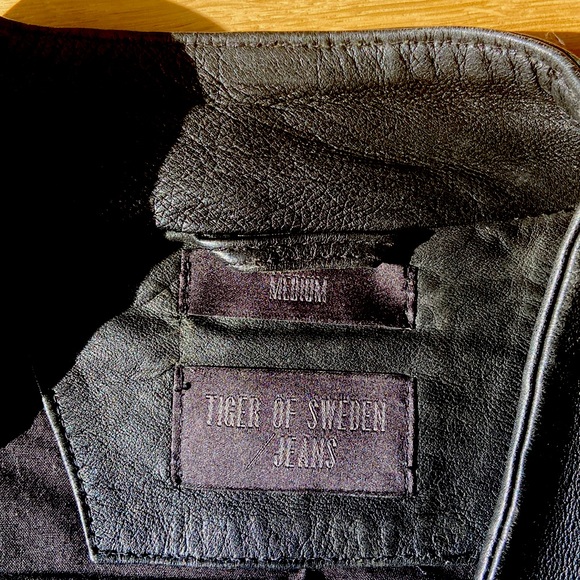 MEDIUM
TIGER OF SWEDEN
/ JEANS